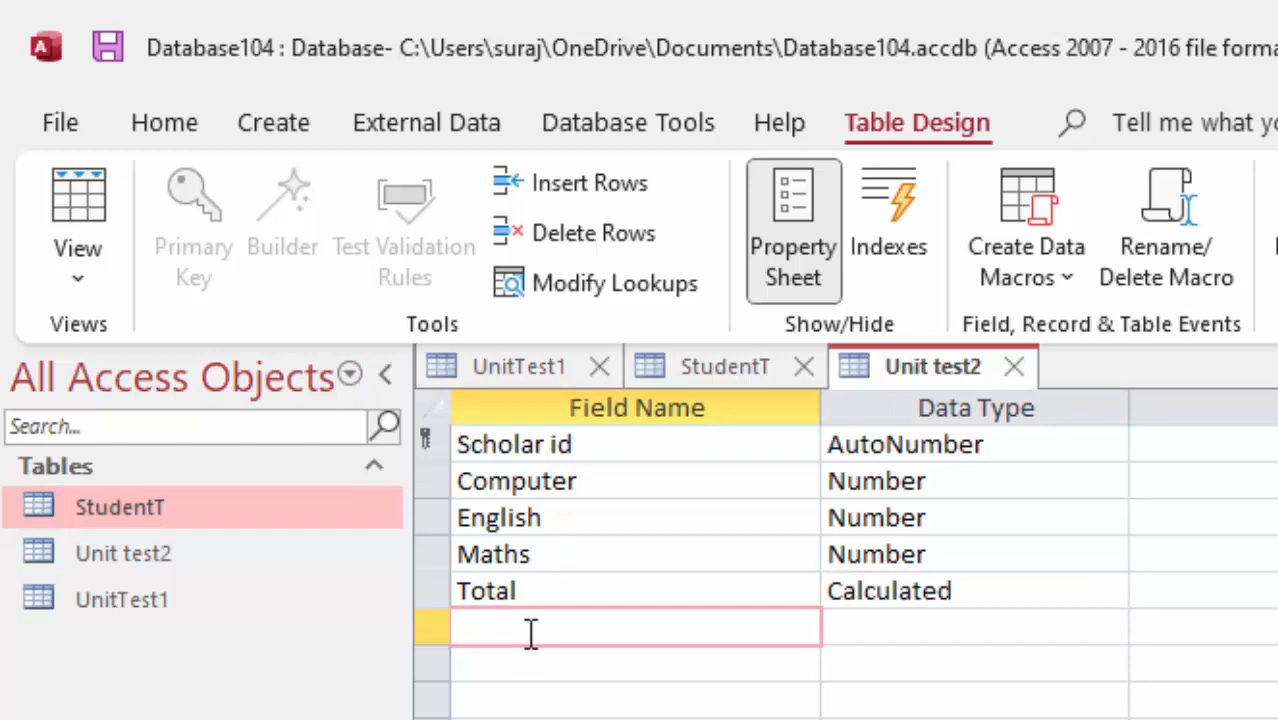 Database104 : Database- C:\Users\suraj\OneDrive\Documents\Database104.accdb (Access 2007 - 2016 file forma
File Home Create External Data Database Tools Help Table Design Tell me what yo
View
Primary Key
Builder
Test Validation Rules
Insert Rows
Delete Rows
Modify Lookups
Property Sheet
Indexes
Create Data Macros
Rename/ Delete Macro
Views Tools Show/Hide Field, Record & Table Events
All Access Objects
Search...
Tables
StudentT
Unit test2
UnitTest1
UnitTest1 StudentT Unit test2
Field Name Data Type
Scholar id AutoNumber
Computer Number
English Number
Maths Number
Total Calculated